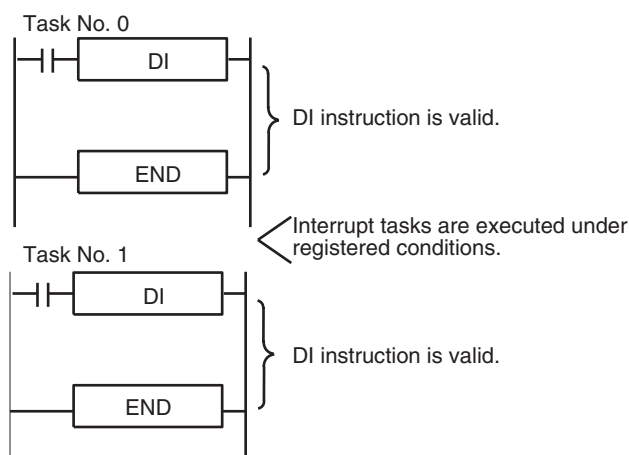 Task No. 0
DI
DI instruction is valid.
END
Interrupt tasks are executed under
registered conditions.
Task No. 1
DI
DI instruction is valid.
END